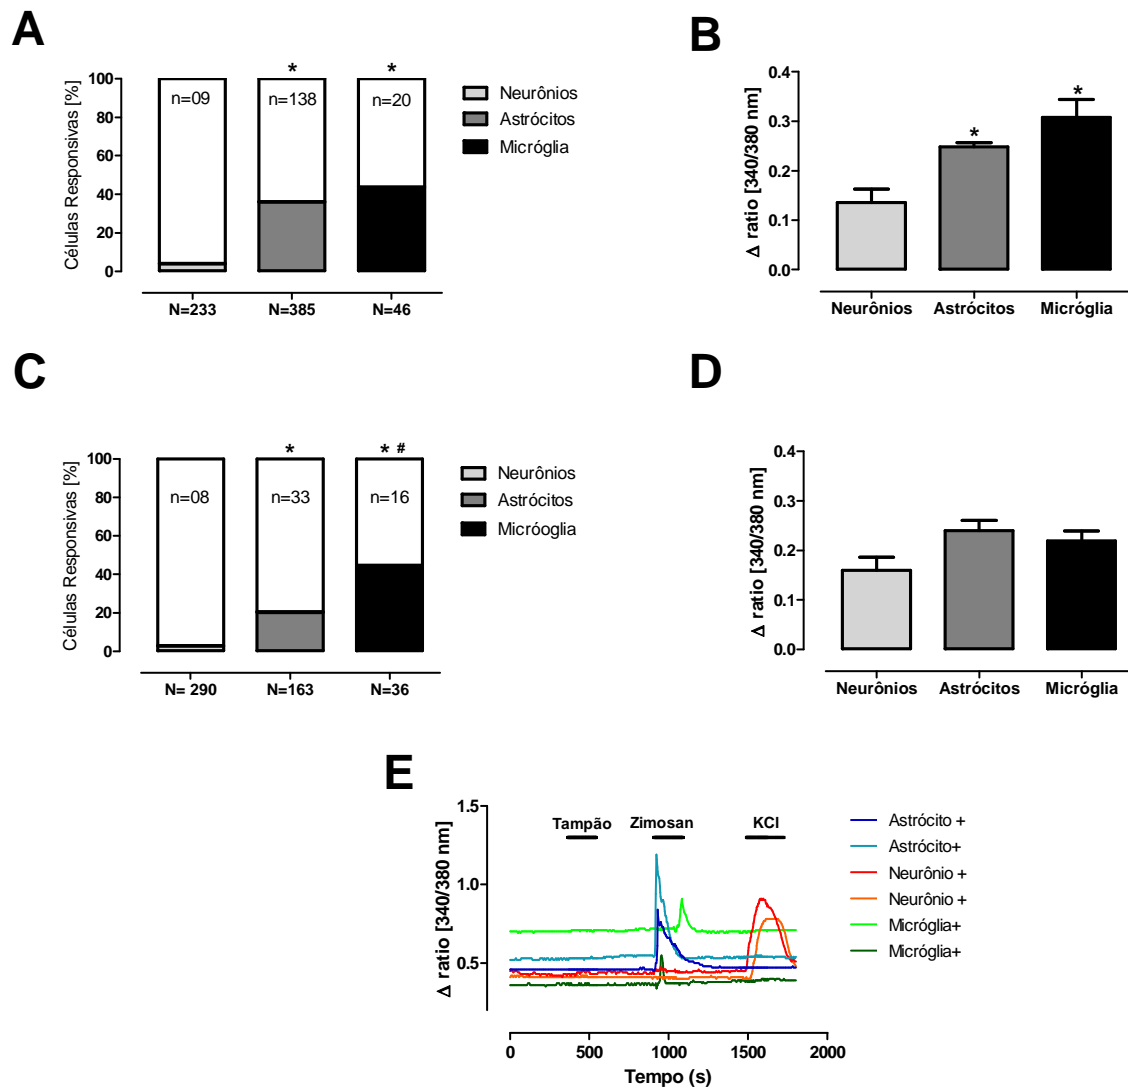 A
Células Responsivas [%]
100
80
60
40
20
0
n=09
*
n=138
*
n=20
N=233
N=385
N=46
Neurônios
Astrócitos
Micróglia
B
Δ ratio [340/380 nm]
0.4
0.3
0.2
0.1
0.0
*
*
Neurônios
Astrócitos
Micróglia
C
Células Responsivas [%]
100
80
60
40
20
0
n=08
*
n=33
* #
n=16
N= 290
N=163
N=36
Neurônios
Astrócitos
Micróoglia
D
Δ ratio [340/380 nm]
0.4
0.3
0.2
0.1
0.0
Neurônios
Astrócitos
Micróglia
E
Δ ratio [340/380 nm]
1.5
1.0
0.5
Tampão
Zimosan
KCl
0
500
1000
1500
2000
Tempo (s)
Astrócito +
Astrócito+
Neurônio +
Neurônio +
Micróglia+
Micróglia+